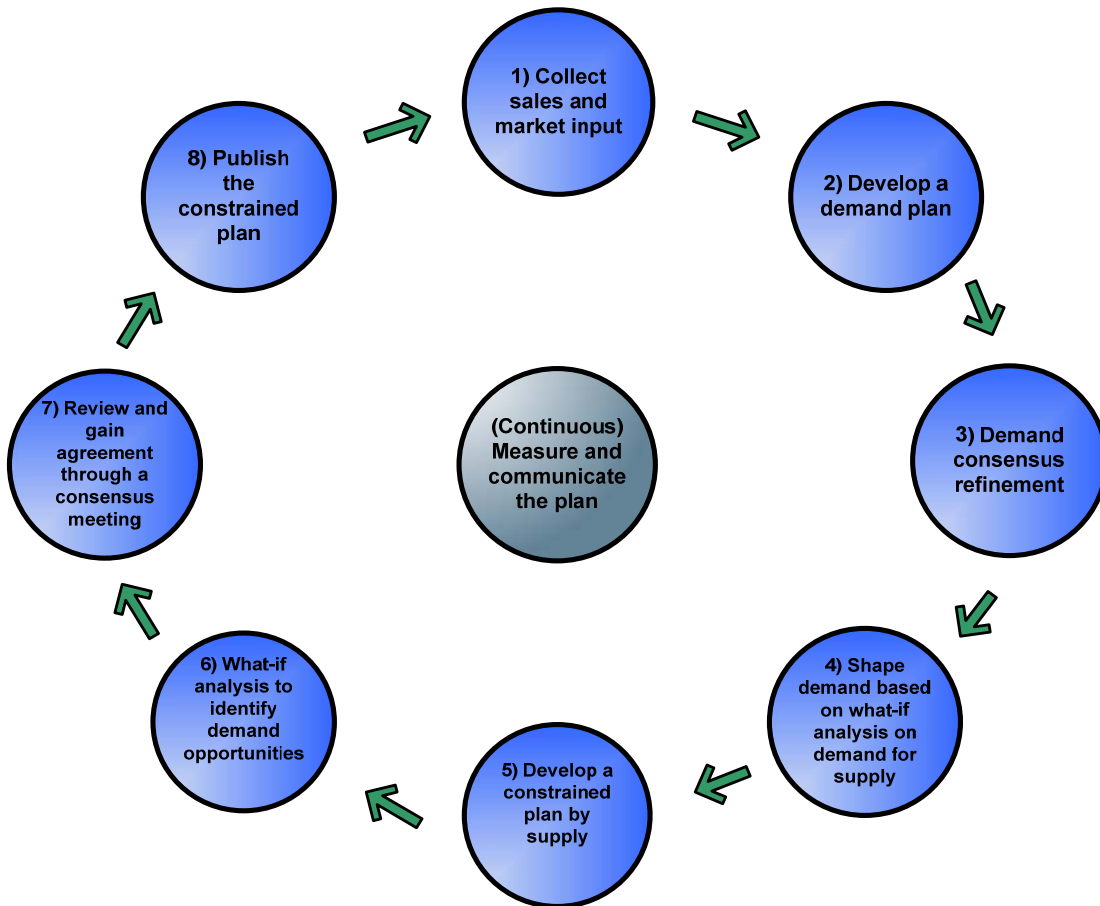 1) Collect
sales and
market input
2) Develop a
demand plan
3) Demand
consensus
refinement
4) Shape
demand based
on what-if
analysis on
demand for
supply
5) Develop a
constrained
plan by
supply
6) What-if
analysis to
identify
demand
opportunities
7) Review and
gain
agreement
through a
consensus
meeting
8) Publish
the
constrained
plan
(Continuous)
Measure and
communicate
the plan